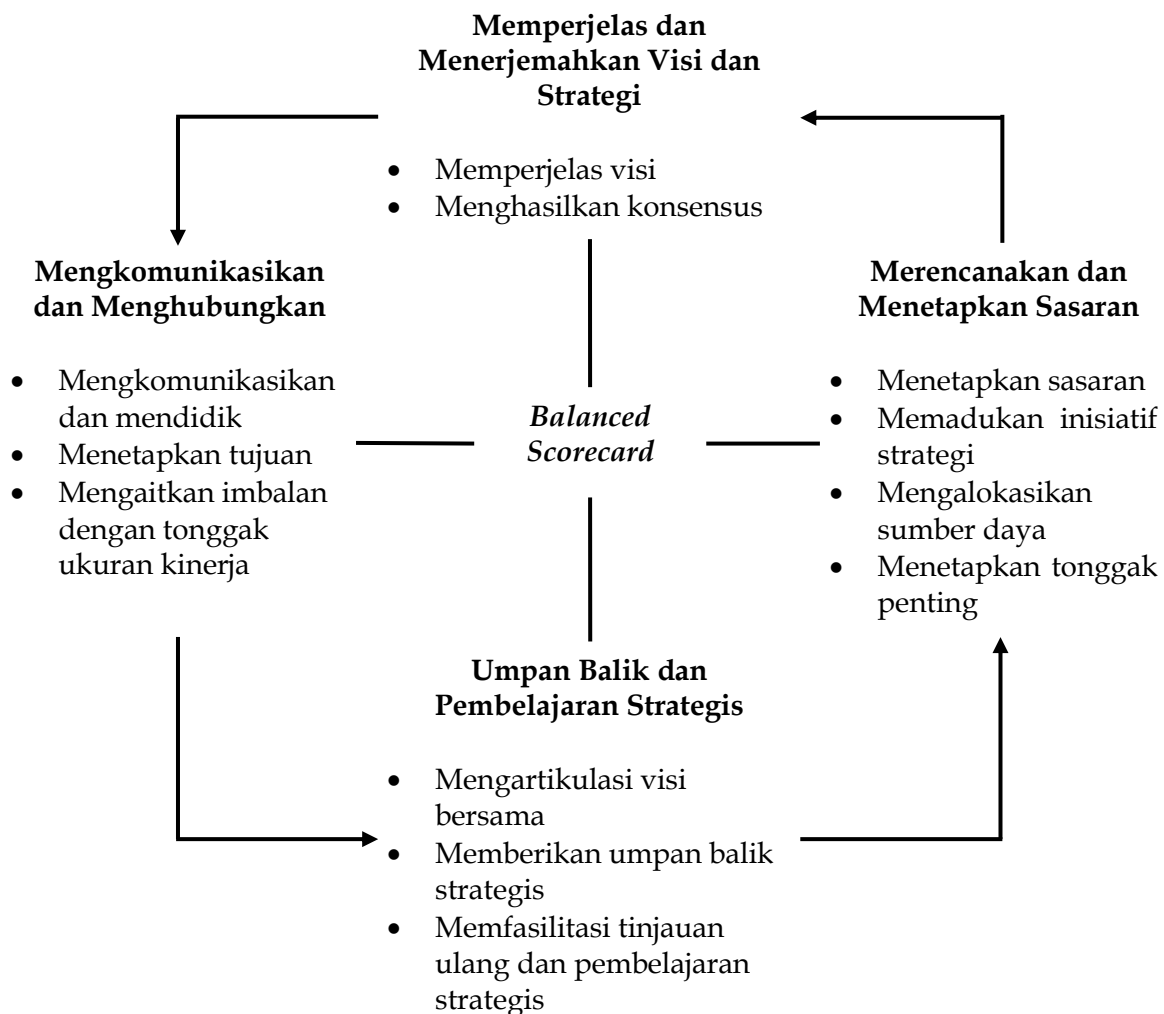 Memperjelas dan
Menerjemahkan Visi dan
Strategi
• Memperjelas visi
• Menghasilkan konsensus
Mengkomunikasikan
dan Menghubungkan
• Mengkomunikasikan
dan mendidik
• Menetapkan tujuan
• Mengaitkan imbalan
dengan tonggak
ukuran kinerja
Balanced
Scorecard
Merencanakan dan
Menetapkan Sasaran
• Menetapkan sasaran
• Memadukan inisiatif
strategi
• Mengalokasikan
sumber daya
• Menetapkan tonggak
penting
Umpan Balik dan
Pembelajaran Strategis
• Mengartikulasi visi
bersama
• Memberikan umpan balik
strategis
• Memfasilitasi tinjauan
ulang dan pembelajaran
strategis